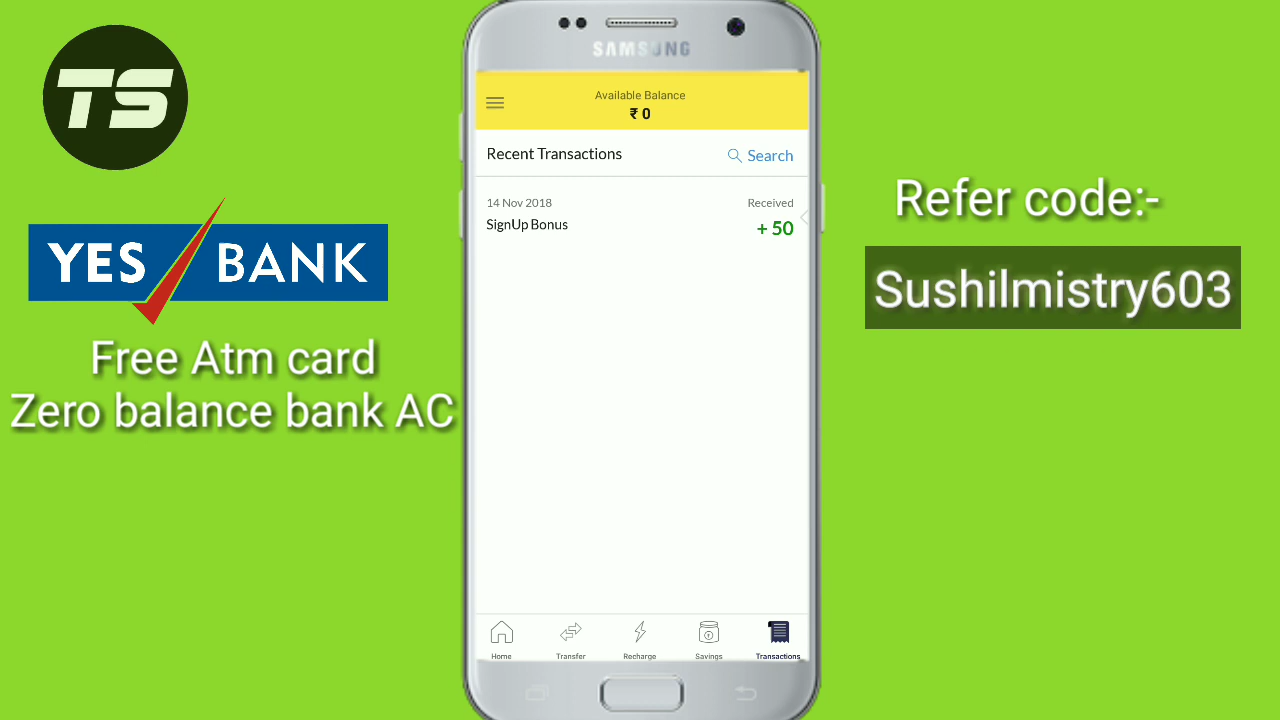 TS
YES BANK
Free Atm card
Zero balance bank AC
SAMSUNG
Available Balance
₹ 0
Recent Transactions
Search
14 Nov 2018
Received
SignUp Bonus
+ 50
Home
Transfer
Recharge
Savings
Transactions
Refer code:-
Sushilmistry603